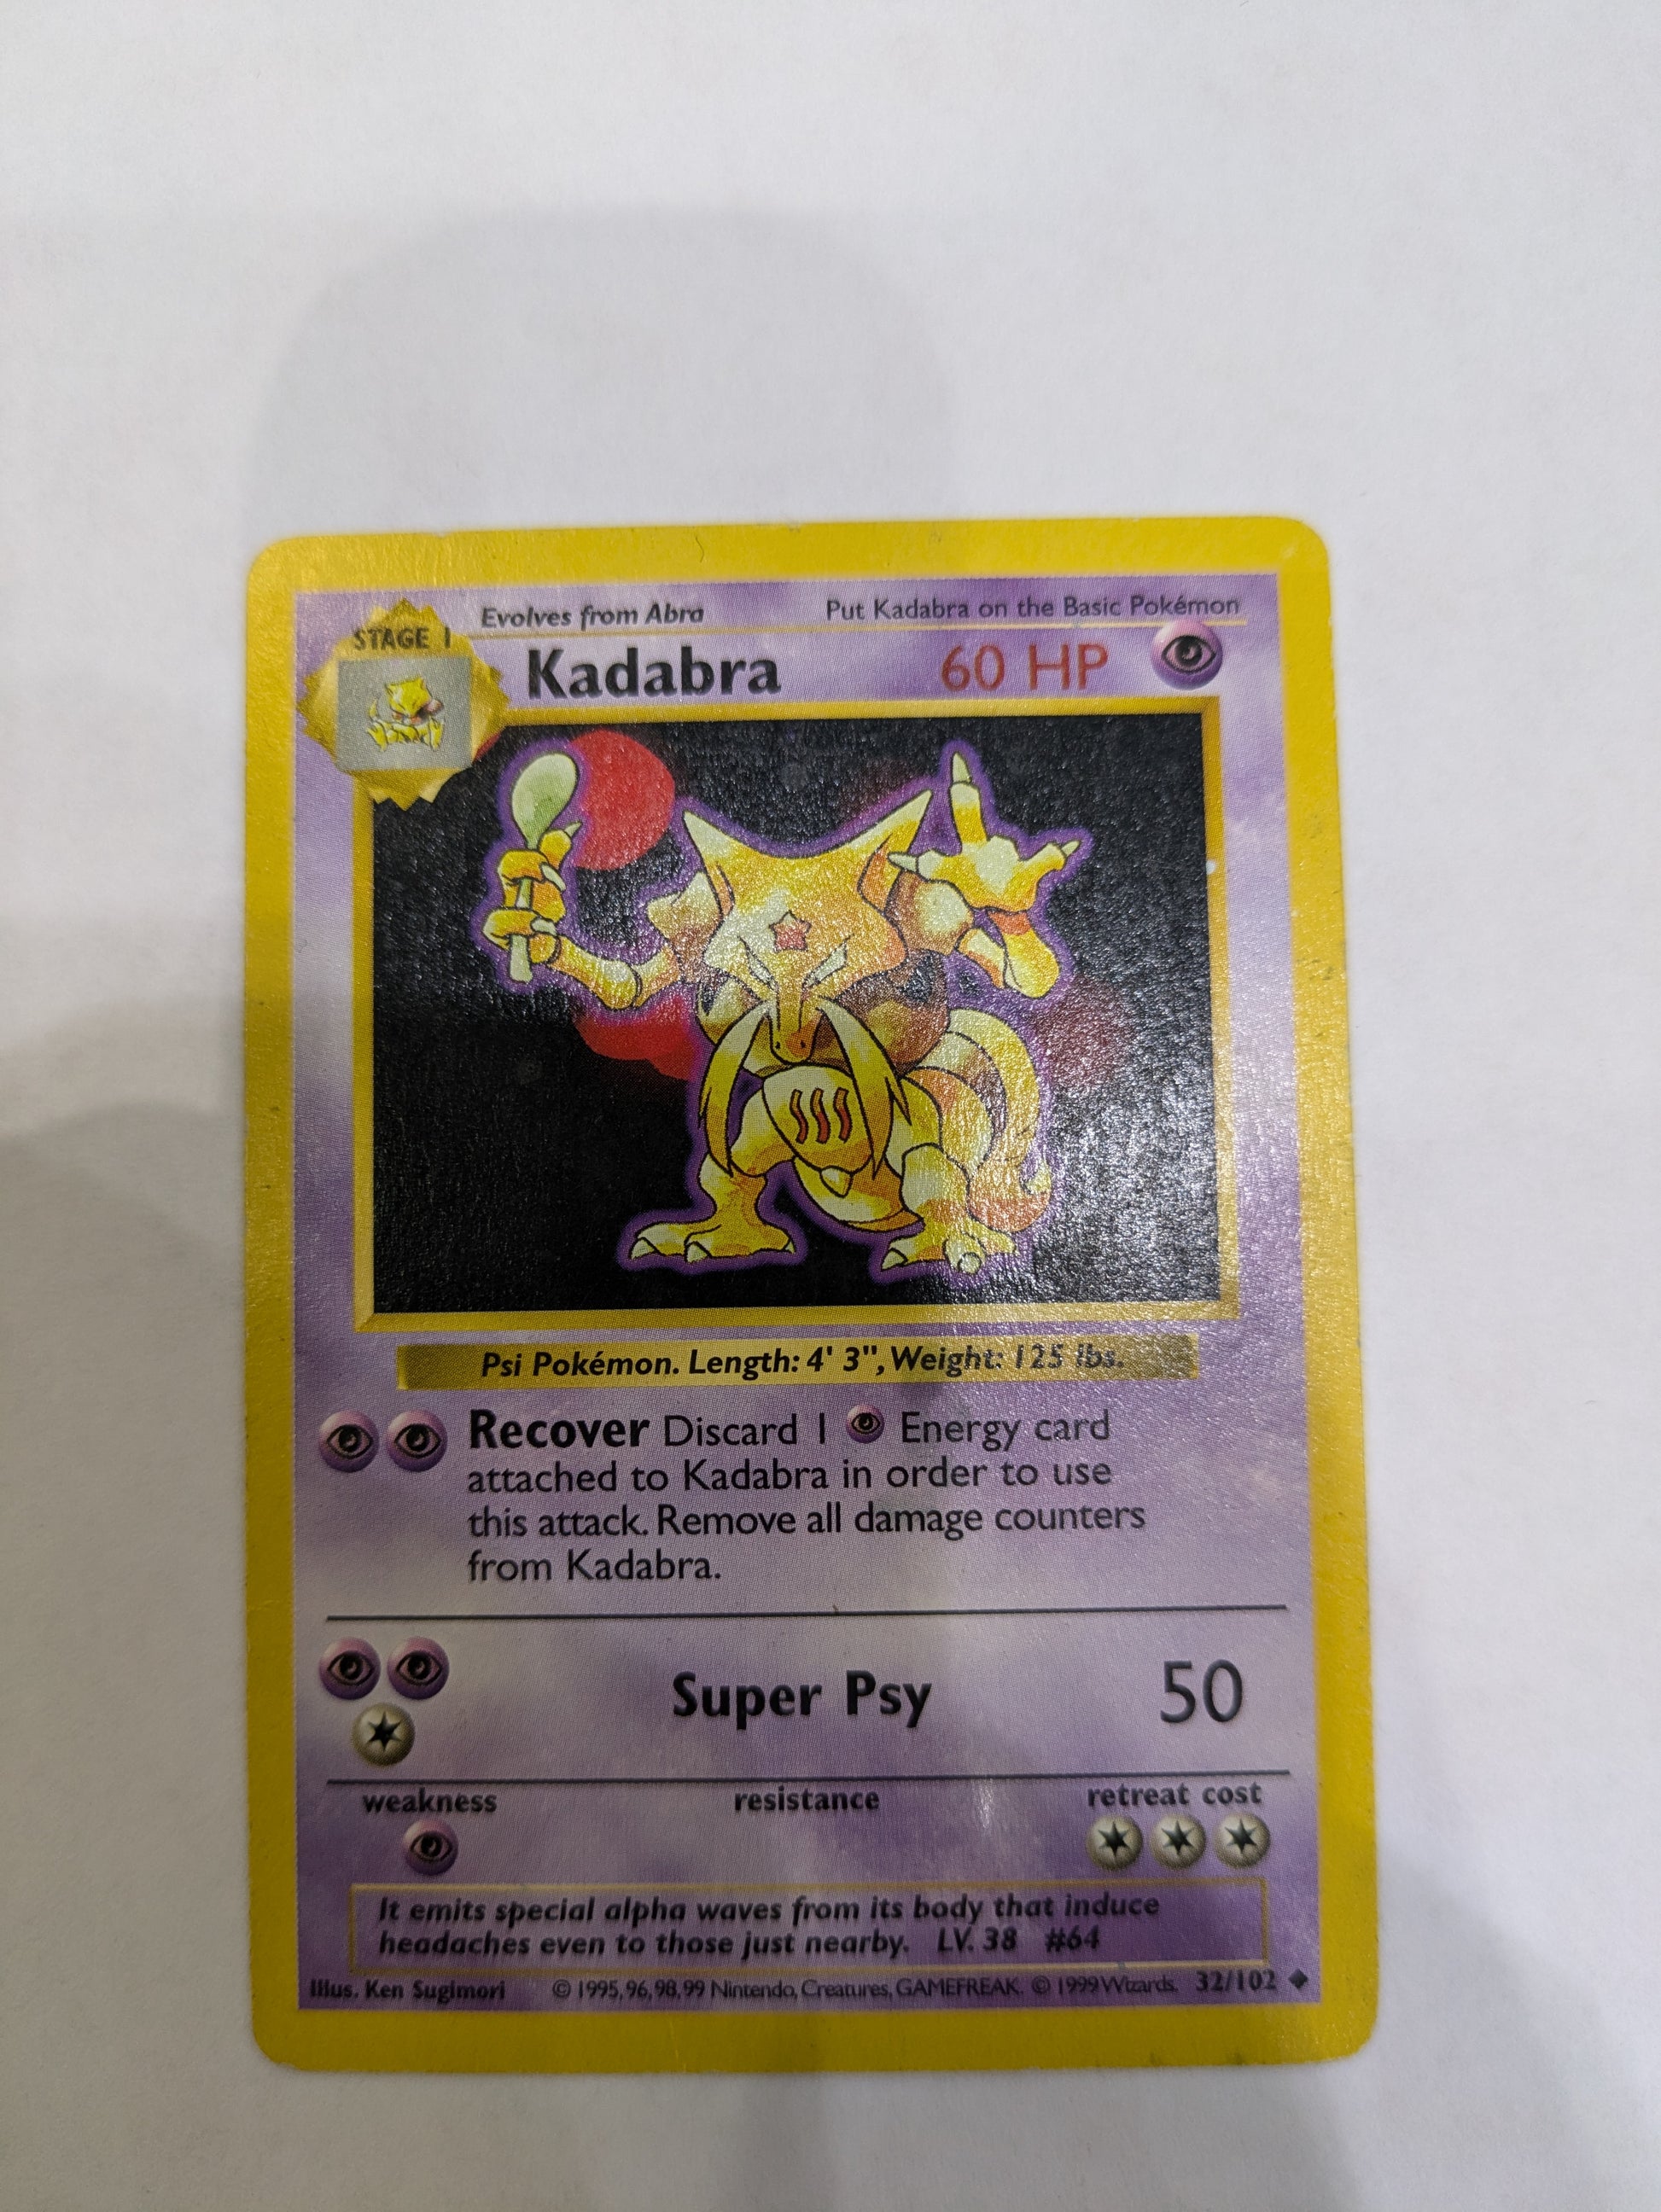 Evolves from Abra Put Kadabra on the Basic Pokémon
STAGE 1
Kadabra 60 HP
Psi Pokémon. Length: 4' 3", Weight: 125 lbs.
Recover Discard 1 Energy card
attached to Kadabra in order to use
this attack. Remove all damage counters
from Kadabra.
Super Psy 50
weakness resistance retreat cost
It emits special alpha waves from its body that induce
headaches even to those just nearby. LV. 38 #64
Illus. Ken Sugimori © 1995, 96, 98, 99 Nintendo, Creatures, GAMEFREAK. © 1999 Wizards. 32/102